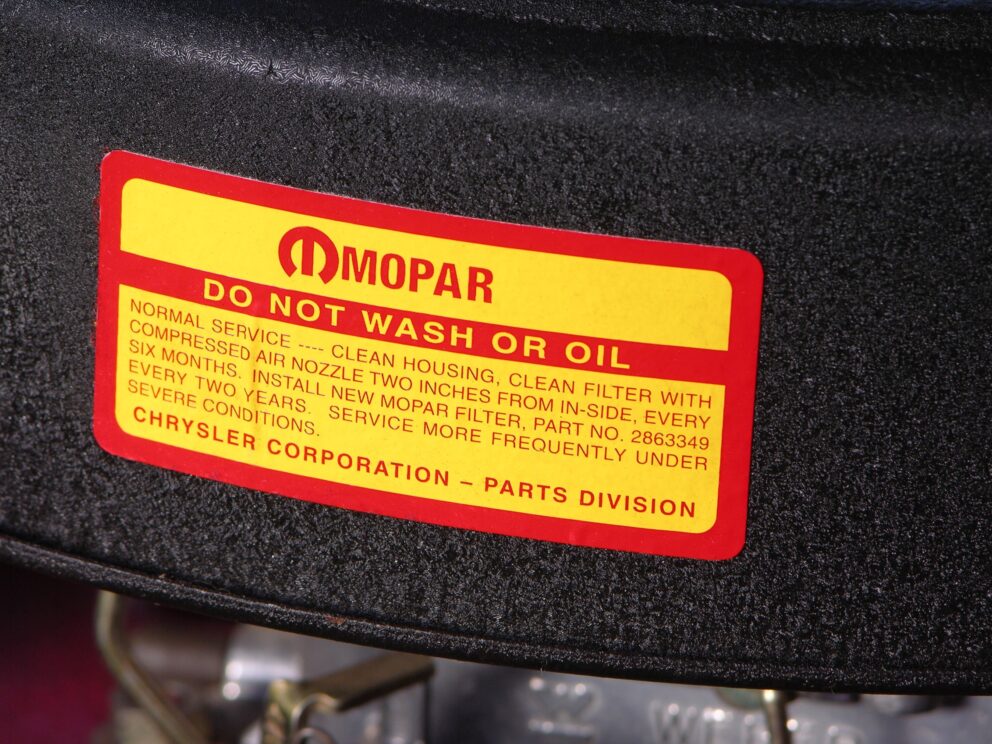 MOPAR
DO NOT WASH OR OIL
NORMAL SERVICE ---- CLEAN HOUSING, CLEAN FILTER WITH
COMPRESSED AIR NOZZLE TWO INCHES FROM IN-SIDE, EVERY
SIX MONTHS. INSTALL NEW MOPAR FILTER, PART NO. 2863349
EVERY TWO YEARS. SERVICE MORE FREQUENTLY UNDER
SEVERE CONDITIONS.
CHRYSLER CORPORATION – PARTS DIVISION